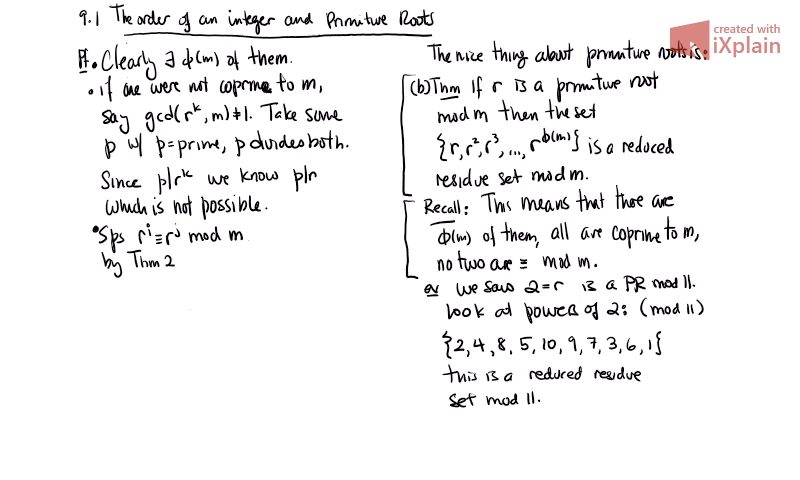 9.1 The order of an integer and Primitive Roots
created with
iXplain
Pf • Clearly ∃ ϕ(m) of them.
• if one were not coprime to m,
say gcd(r^k, m) ≠ 1. Take some
p w/ p=prime, p divides both.
Since p|r^k we know p|r
which is not possible.
• Sps r^i ≡ r^j mod m
by Thm 2
The nice thing about primitive roots is:
(b) Thm If r is a primitive root
mod m then the set
{r, r², r³, ..., r^ϕ(m)} is a reduced
residue set mod m.
Recall: This means that there are
ϕ(m) of them, all are coprime to m,
no two are ≡ mod m.
ex We saw 2=r is a PR mod 11.
Look at powers of 2: (mod 11)
{2, 4, 8, 5, 10, 9, 7, 3, 6, 1}
this is a reduced residue
set mod 11.